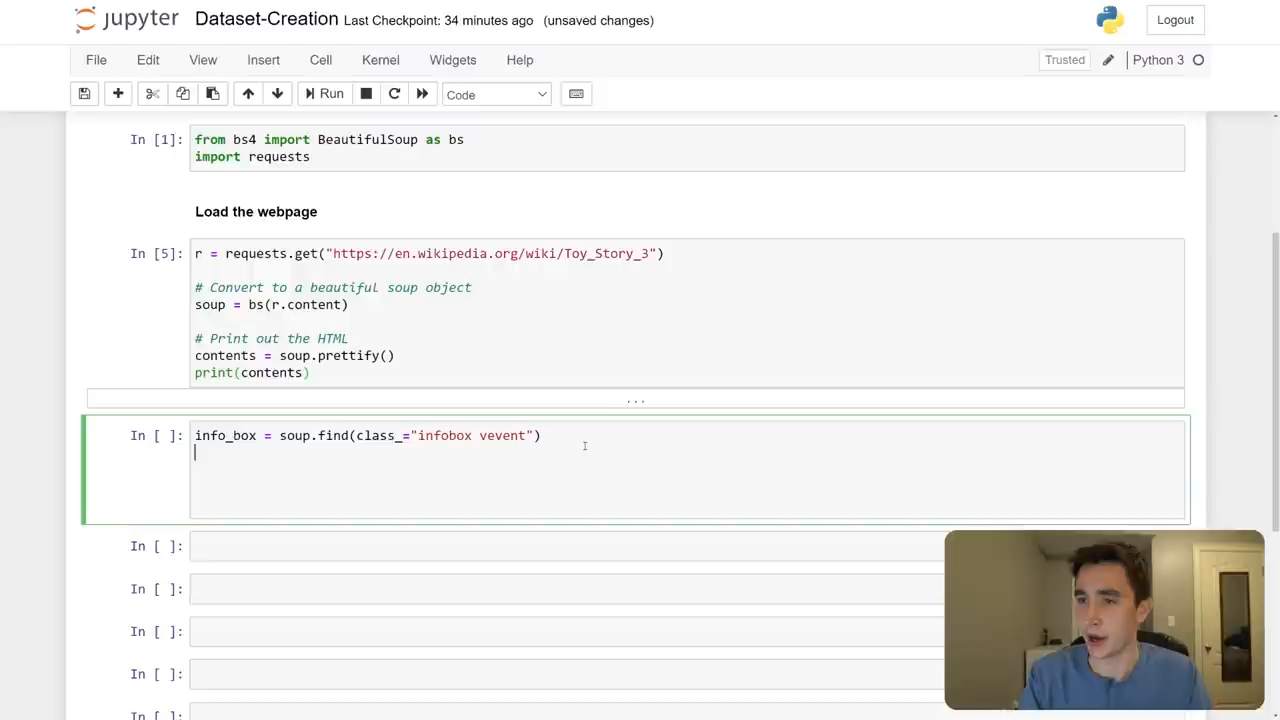 jupyter Dataset-Creation Last Checkpoint: 34 minutes ago (unsaved changes) Logout
File Edit View Insert Cell Kernel Widgets Help Trusted Python 3
Run Code
In [1]: from bs4 import BeautifulSoup as bs
import requests
Load the webpage
In [5]: r = requests.get("https://en.wikipedia.org/wiki/Toy_Story_3")
# Convert to a beautiful soup object
soup = bs(r.content)
# Print out the HTML
contents = soup.prettify()
print(contents)
...
In [ ]: info_box = soup.find(class_="infobox vevent")
In [ ]:
In [ ]:
In [ ]:
In [ ]:
In [ ]: